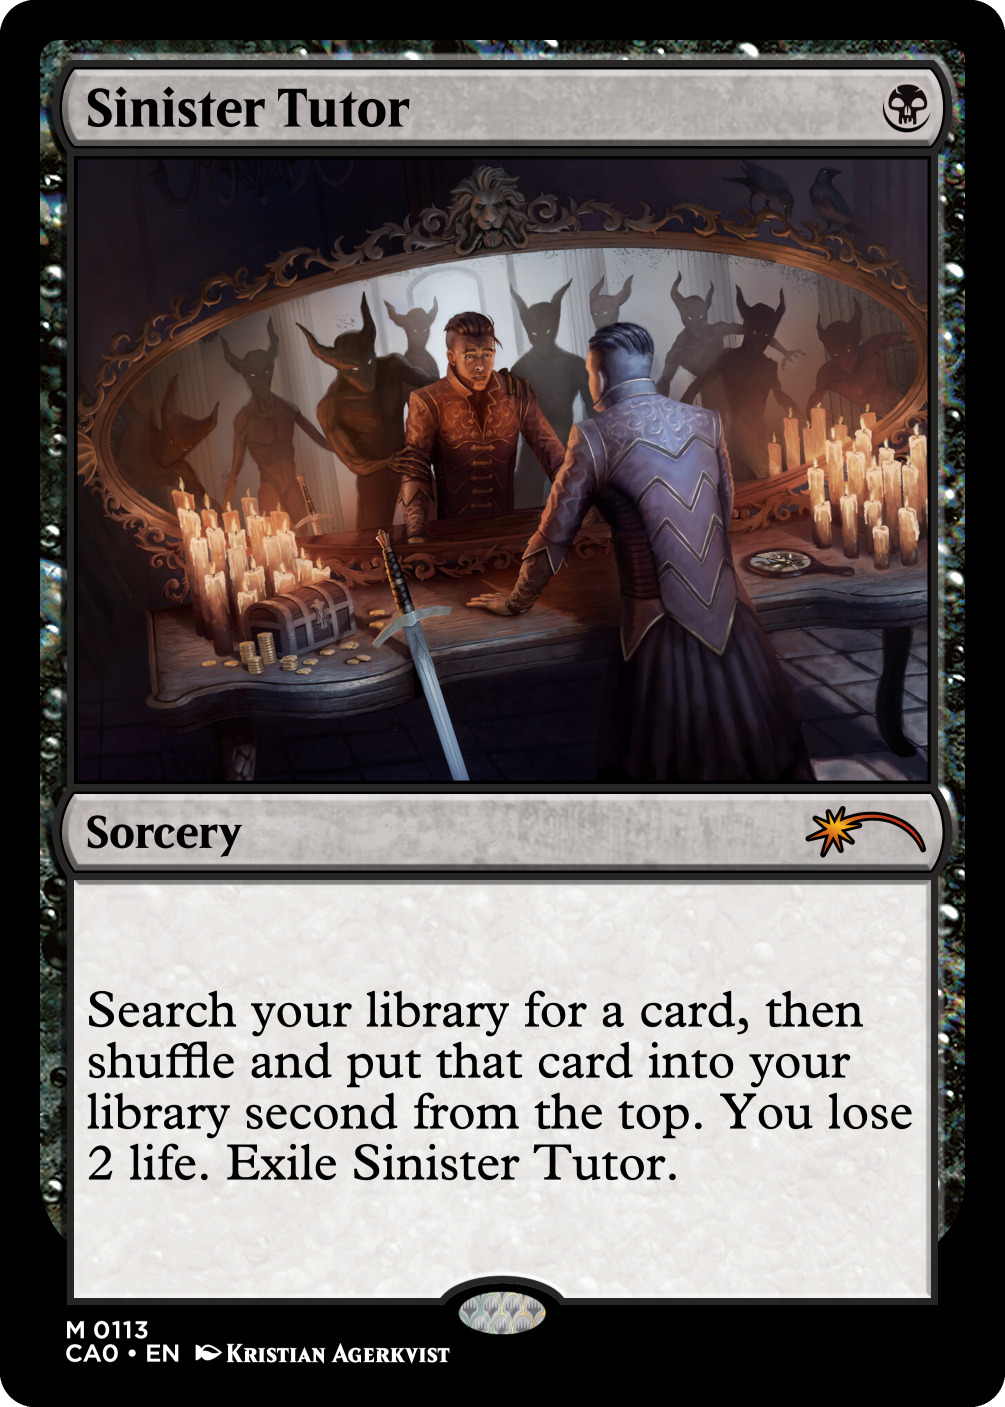 Sinister Tutor
Sorcery
Search your library for a card, then
shuffle and put that card into your
library second from the top. You lose
2 life. Exile Sinister Tutor.
M 0113
CAO • EN Kristian Agerkvist